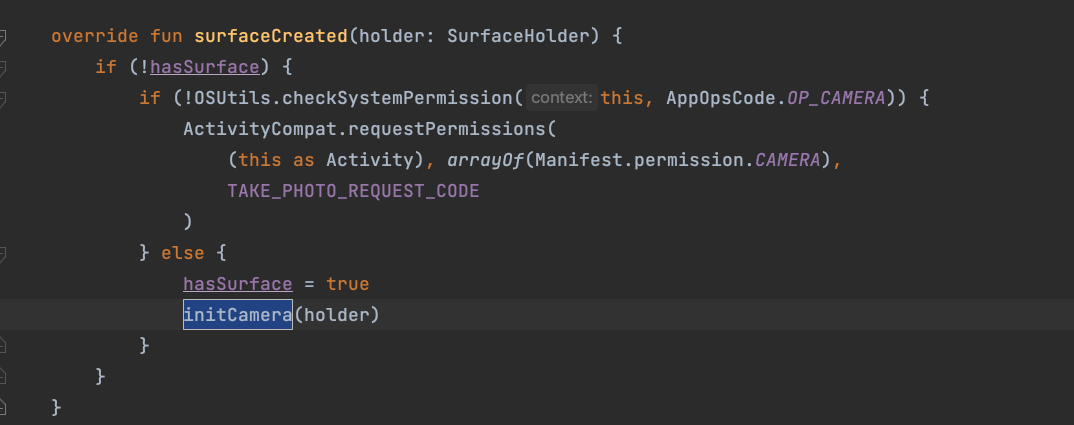 override fun surfaceCreated(holder: SurfaceHolder) {
if (!hasSurface) {
if (!OSUtils.checkSystemPermission( context: this, AppOpsCode.OP_CAMERA)) {
ActivityCompat.requestPermissions(
(this as Activity), arrayOf(Manifest.permission.CAMERA),
TAKE_PHOTO_REQUEST_CODE
)
} else {
hasSurface = true
initCamera(holder)
}
}
}